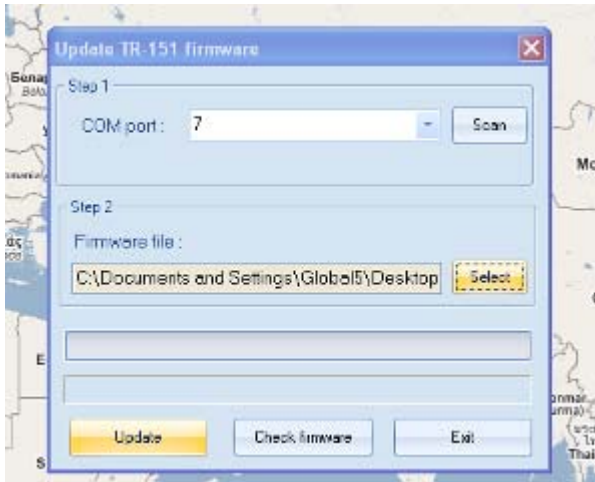 Update TR-151 firmware
Step 1
COM port :
7
Scan
Step 2
Firmware file :
C:\Documents and Settings\Global5\Desktop
Select
Update
Check firmware
Exit